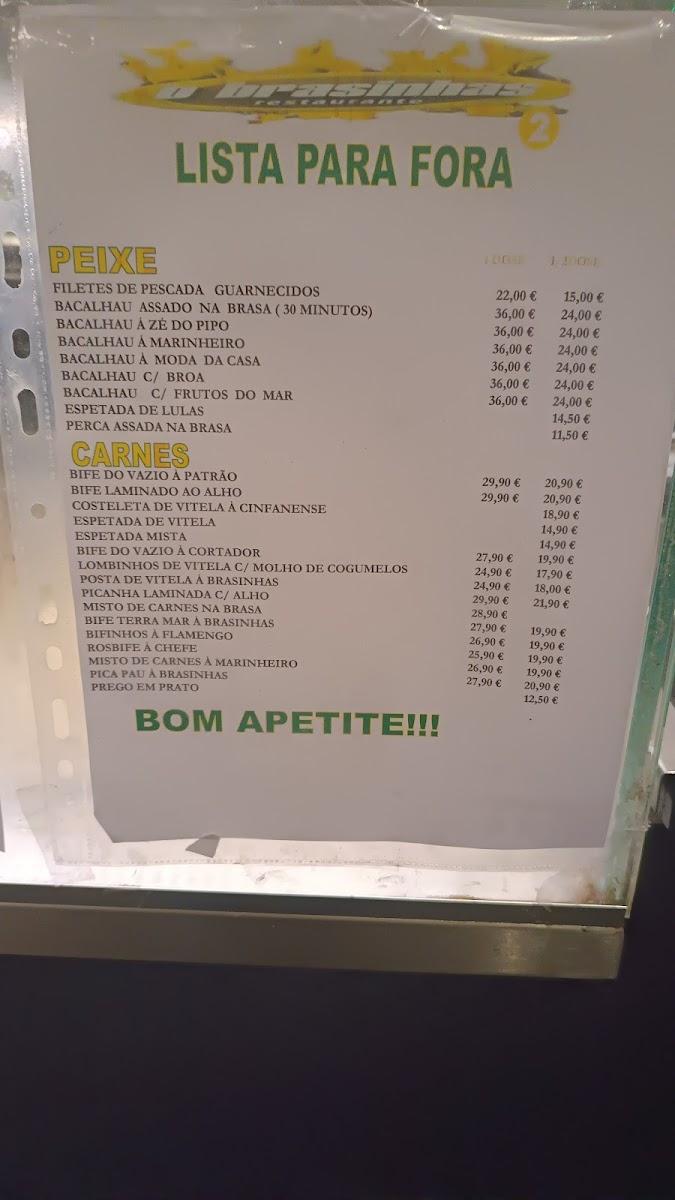 o brasinhas
restaurante
2
LISTA PARA FORA
PEIXE 1 DOSE 1/2DOSE
FILETES DE PESCADA GUARNECIDOS 22,00 € 15,00 €
BACALHAU ASSADO NA BRASA ( 30 MINUTOS) 36,00 € 24,00 €
BACALHAU À ZÉ DO PIPO 36,00 € 24,00 €
BACALHAU À MARINHEIRO 36,00 € 24,00 €
BACALHAU À MODA DA CASA 36,00 € 24,00 €
BACALHAU C/ BROA 36,00 € 24,00 €
BACALHAU C/ FRUTOS DO MAR 36,00 € 24,00 €
ESPETADA DE LULAS 14,50 €
PERCA ASSADA NA BRASA 11,50 €
CARNES
BIFE DO VAZIO À PATRÃO 29,90 € 20,90 €
BIFE LAMINADO AO ALHO 29,90 € 20,90 €
COSTELETA DE VITELA À CINFANENSE 18,90 €
ESPETADA DE VITELA 14,90 €
ESPETADA MISTA 14,90 €
BIFE DO VAZIO À CORTADOR 27,90 € 19,90 €
LOMBINHOS DE VITELA C/ MOLHO DE COGUMELOS 24,90 € 17,90 €
POSTA DE VITELA À BRASINHAS 24,90 € 18,00 €
PICANHA LAMINADA C/ ALHO 29,90 € 21,90 €
MISTO DE CARNES NA BRASA 28,90 €
BIFE TERRA MAR À BRASINHAS 27,90 € 19,90 €
BIFINHOS À FLAMENGO 26,90 € 19,90 €
ROSBIFE À CHEFE 25,90 € 19,90 €
MISTO DE CARNES À MARINHEIRO 26,90 € 19,90 €
PICA PAU À BRASINHAS 27,90 € 20,90 €
PREGO EM PRATO 12,50 €
BOM APETITE!!!